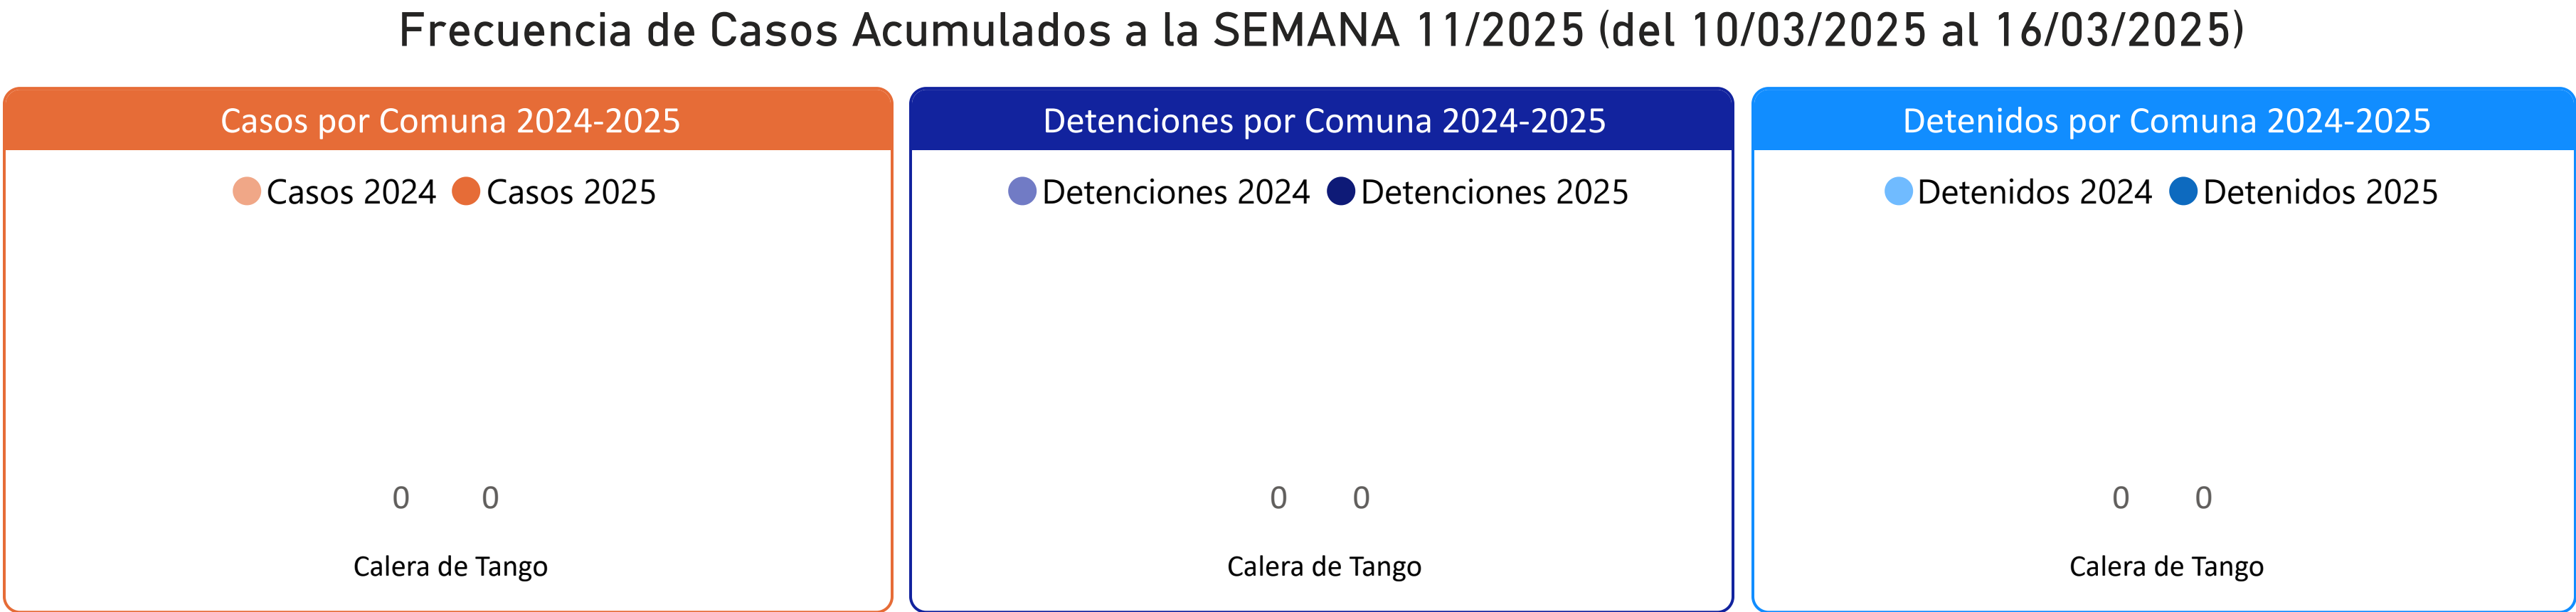 Frecuencia de Casos Acumulados a la SEMANA 11/2025 (del 10/03/2025 al 16/03/2025)
Casos por Comuna 2024-2025
Casos 2024 Casos 2025
0 0
Calera de Tango
Detenciones por Comuna 2024-2025
Detenciones 2024 Detenciones 2025
0 0
Calera de Tango
Detenidos por Comuna 2024-2025
Detenidos 2024 Detenidos 2025
0 0
Calera de Tango